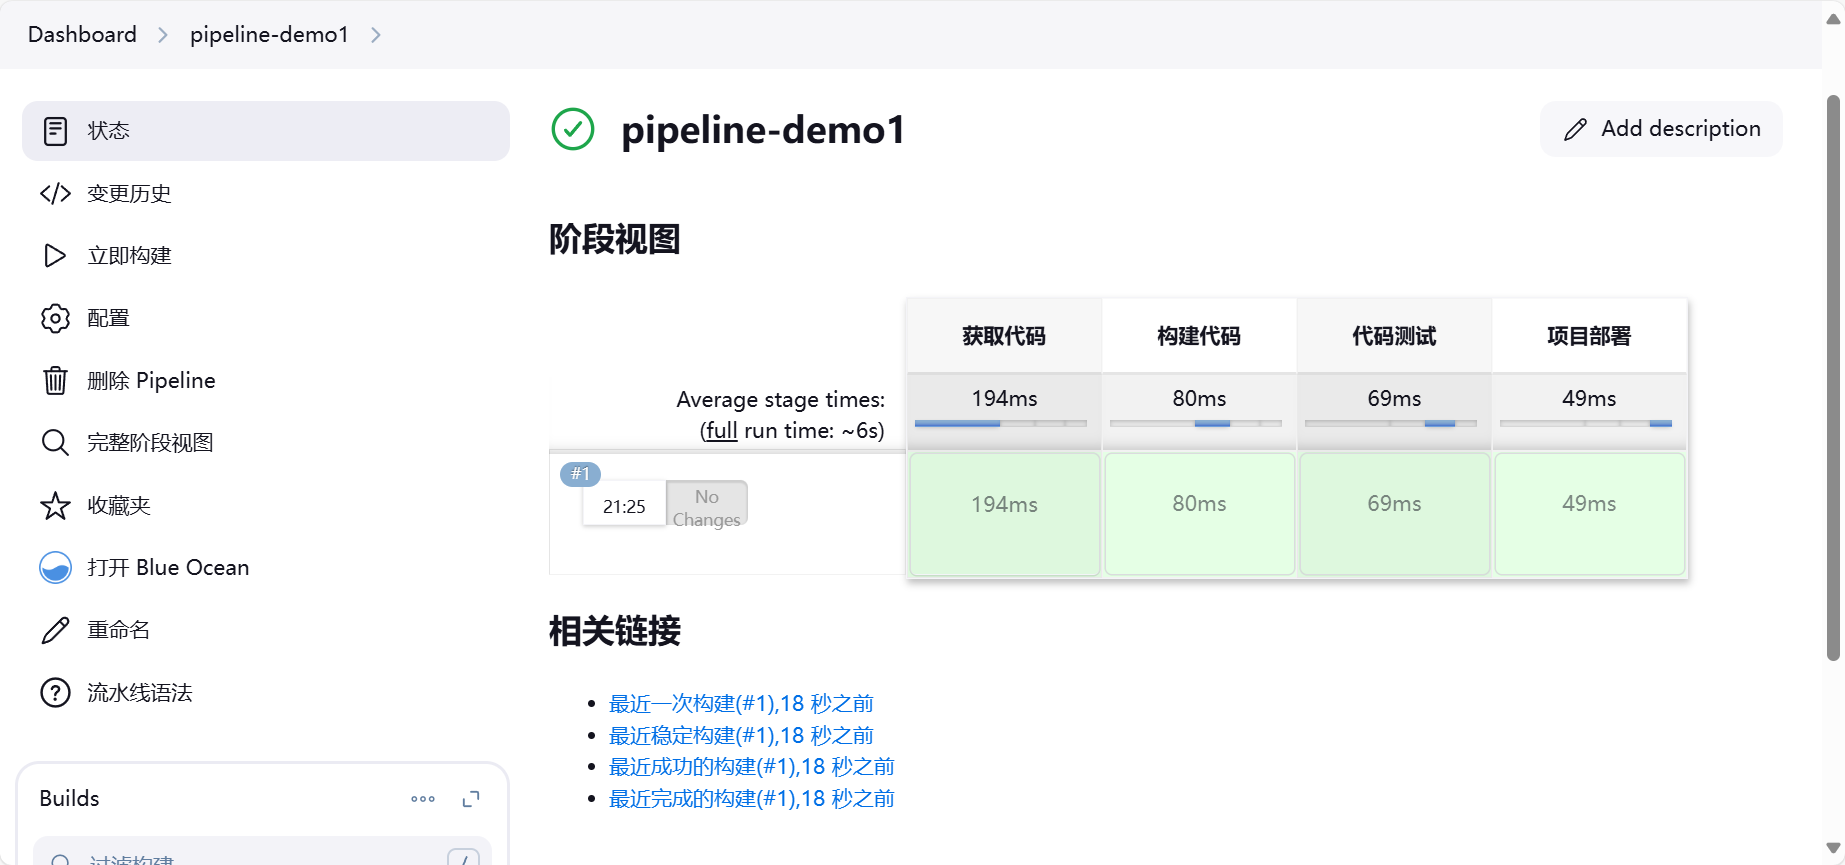 Dashboard
pipeline-demo1
状态
变更历史
立即构建
配置
删除 Pipeline
完整阶段视图
收藏夹
打开 Blue Ocean
重命名
流水线语法
Builds
过滤构建
/
pipeline-demo1
Add description
阶段视图
获取代码 构建代码 代码测试 项目部署
Average stage times:
(full run time: ~6s)
194ms 80ms 69ms 49ms
#1
21:25
No
Changes
194ms 80ms 69ms 49ms
相关链接
最近一次构建(#1),18 秒之前
最近稳定构建(#1),18 秒之前
最近成功的构建(#1),18 秒之前
最近完成的构建(#1),18 秒之前